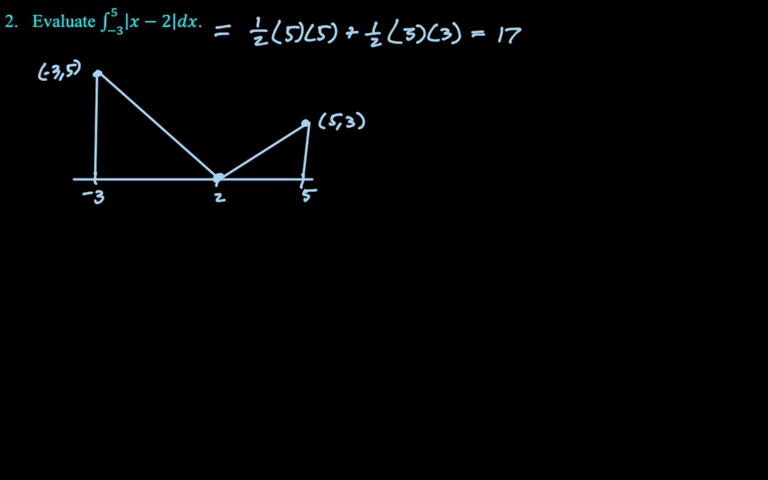 2. Evaluate ∫_{-3}^{5} |x − 2|dx. = 1/2 (5)(5) + 1/2 (3)(3) = 17
(-3,5)
(5,3)
-3 2 5